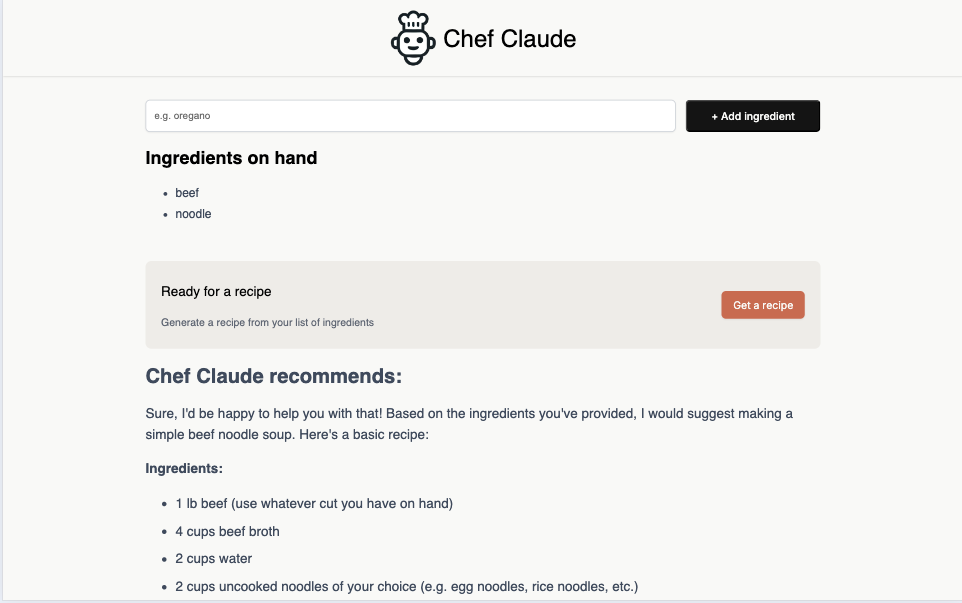 Chef Claude
e.g. oregano
+ Add ingredient
Ingredients on hand
beef
noodle
Ready for a recipe
Generate a recipe from your list of ingredients
Get a recipe
Chef Claude recommends:
Sure, I'd be happy to help you with that! Based on the ingredients you've provided, I would suggest making a
simple beef noodle soup. Here's a basic recipe:
Ingredients:
1 lb beef (use whatever cut you have on hand)
4 cups beef broth
2 cups water
2 cups uncooked noodles of your choice (e.g. egg noodles, rice noodles, etc.)